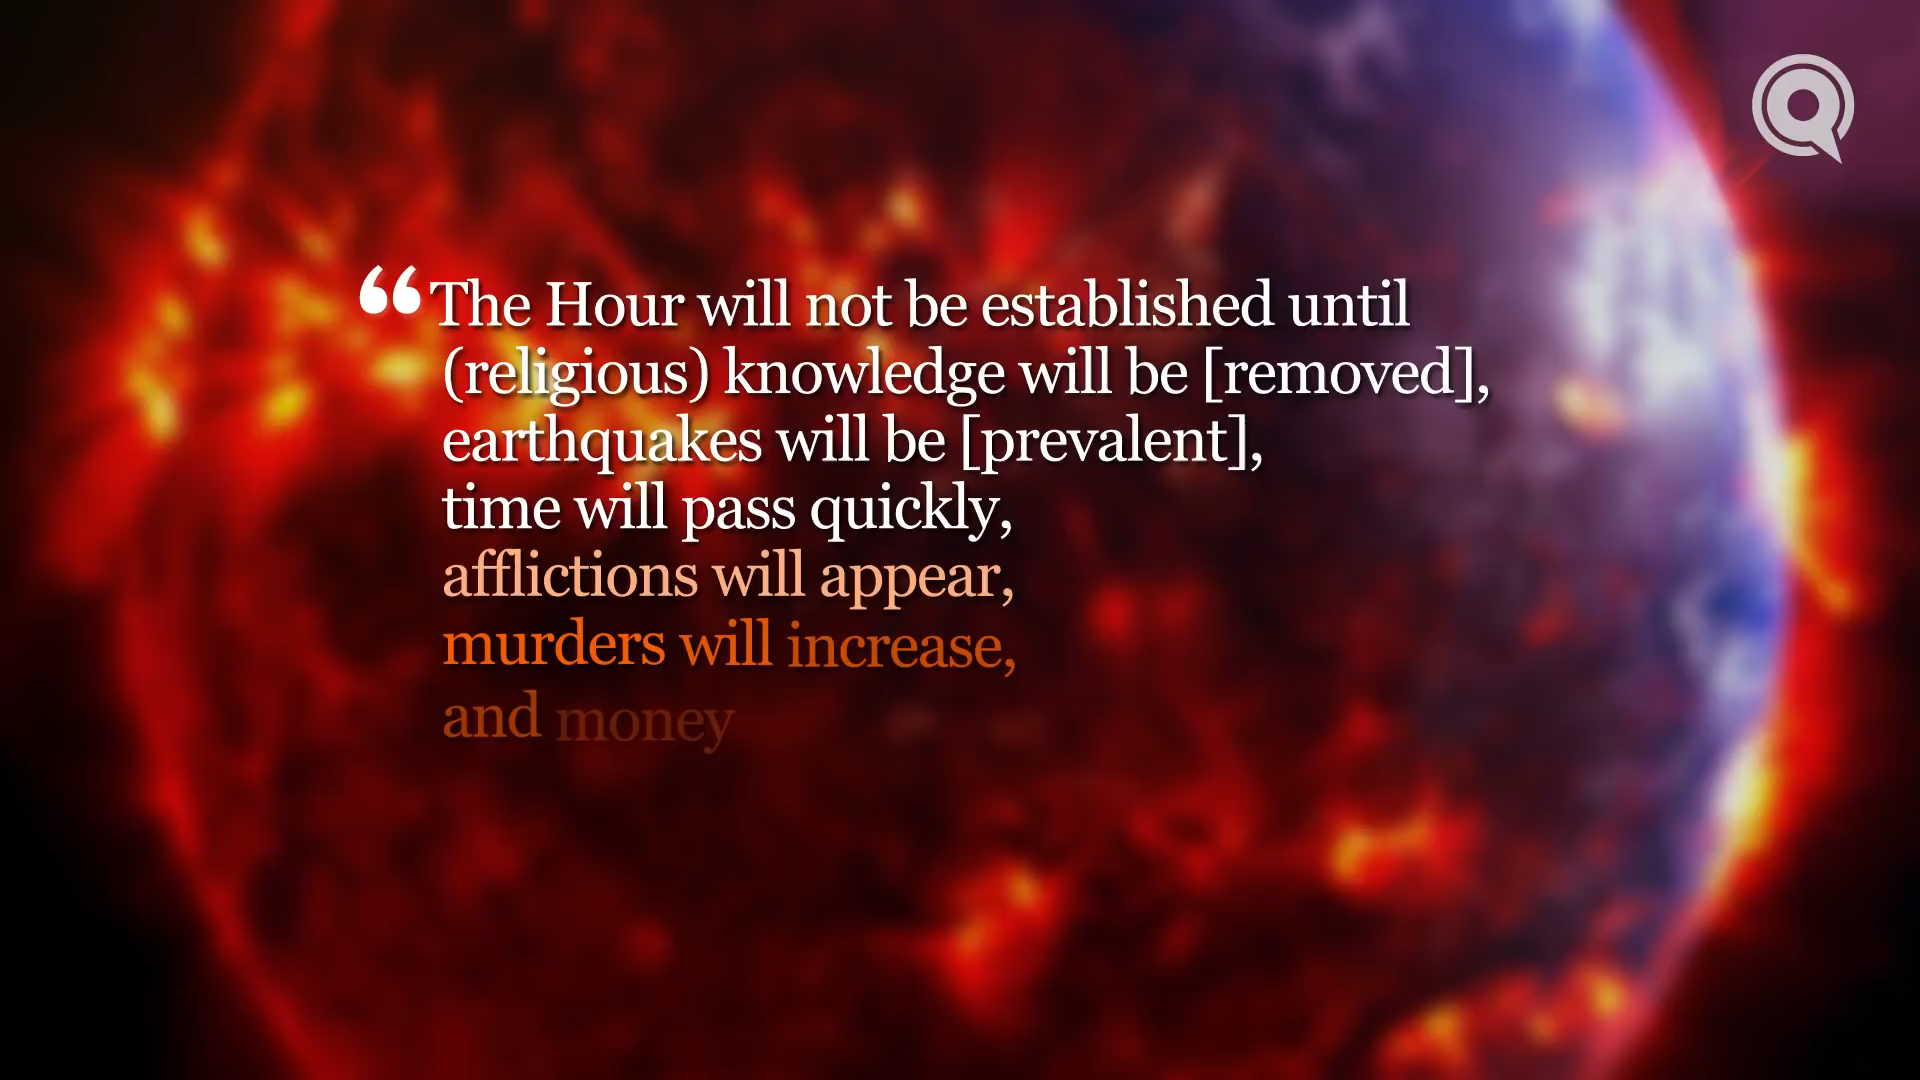 “The Hour will not be established until
(religious) knowledge will be [removed],
earthquakes will be [prevalent],
time will pass quickly,
afflictions will appear,
murders will increase,
and money